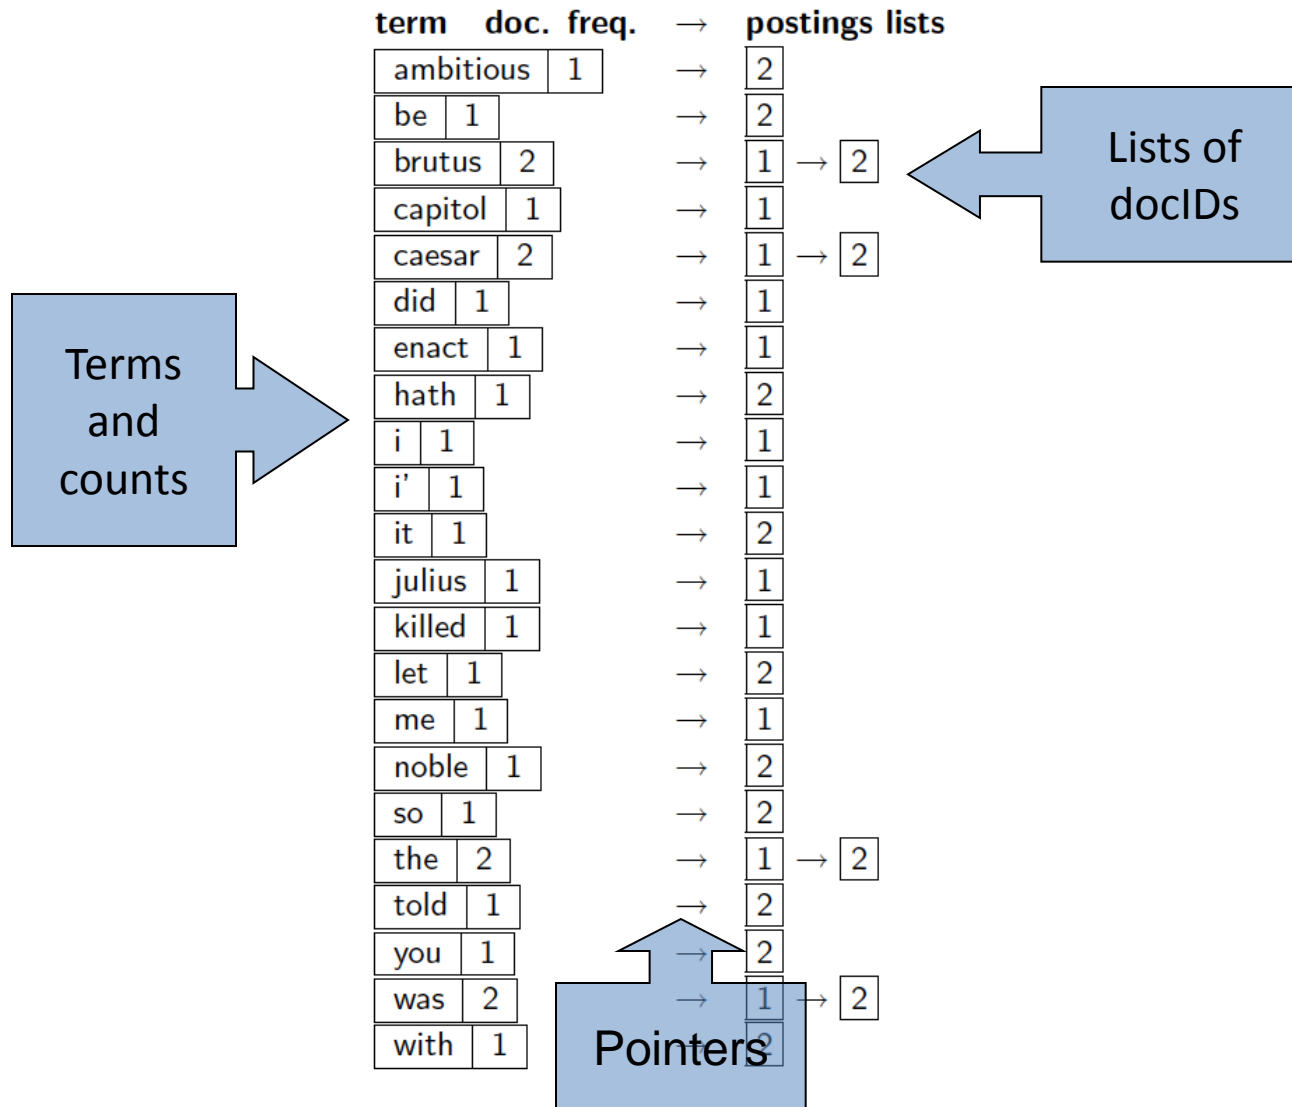 term doc. freq. → postings lists
ambitious 1 → 2
be 1 → 2
brutus 2 → 1 → 2
capitol 1 → 1
caesar 2 → 1 → 2
did 1 → 1
enact 1 → 1
hath 1 → 2
i 1 → 1
i' 1 → 1
it 1 → 2
julius 1 → 1
killed 1 → 1
let 1 → 2
me 1 → 1
noble 1 → 2
so 1 → 2
the 2 → 1 → 2
told 1 → 2
you 1 → 2
was 2 → 1 → 2
with 1 → 2
Lists of
docIDs
Terms
and
counts
Pointers